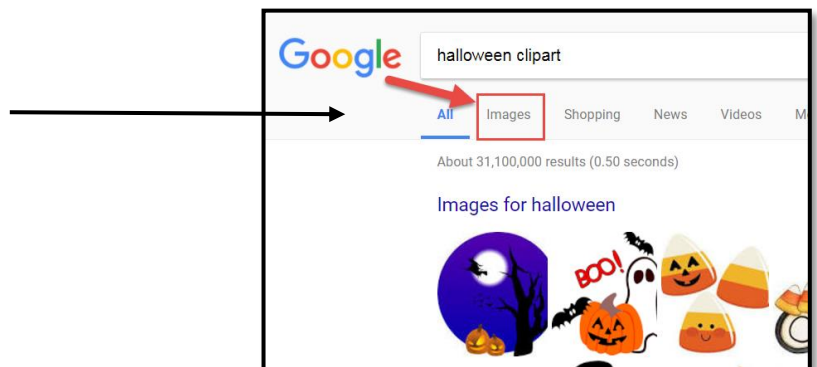 Google halloween clipart
All Images Shopping News Videos
About 31,100,000 results (0.50 seconds)
Images for halloween
BOO!